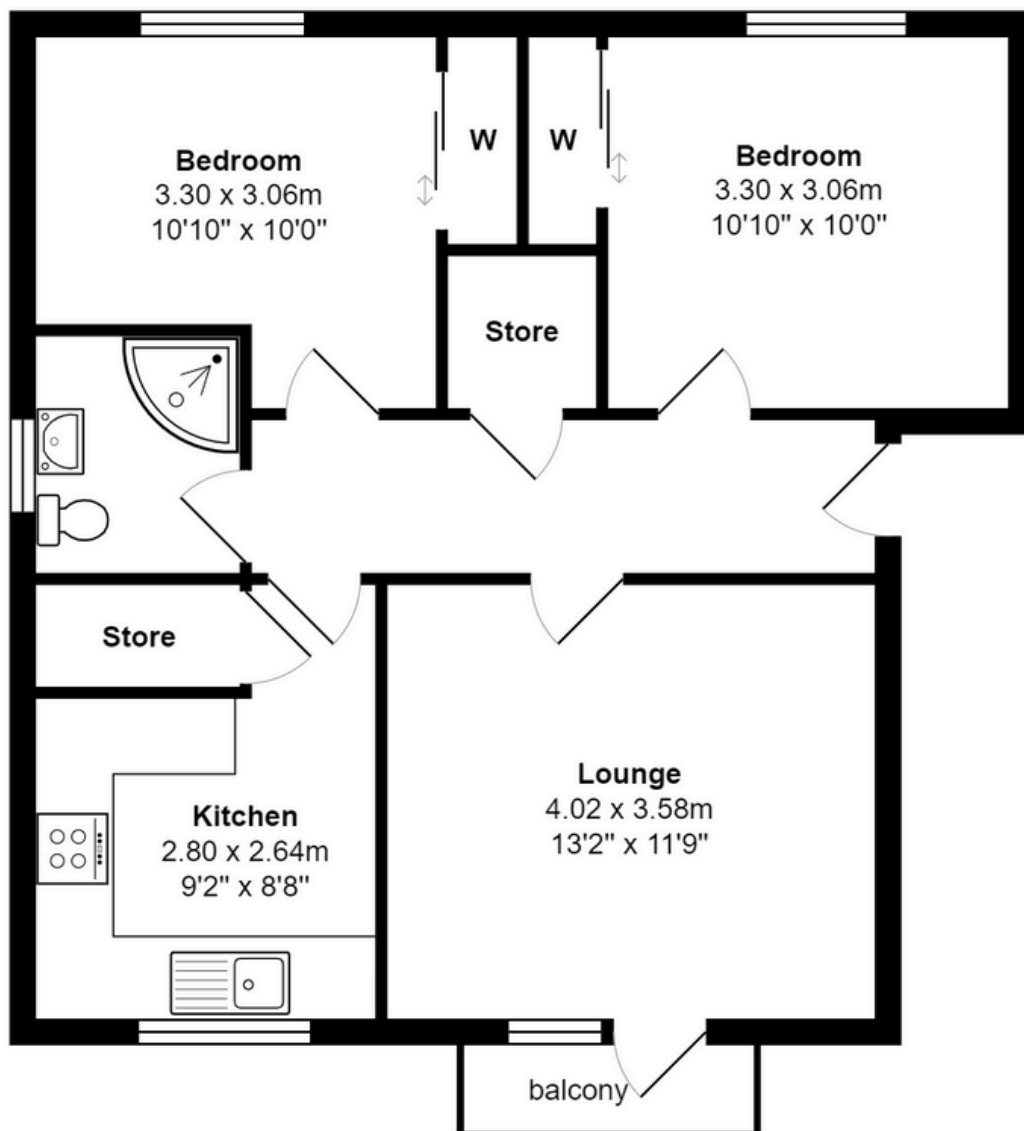 Bedroom
3.30 x 3.06m
10'10" x 10'0"
W
W
Bedroom
3.30 x 3.06m
10'10" x 10'0"
Store
Store
Kitchen
2.80 x 2.64m
9'2" x 8'8"
Lounge
4.02 x 3.58m
13'2" x 11'9"
balcony